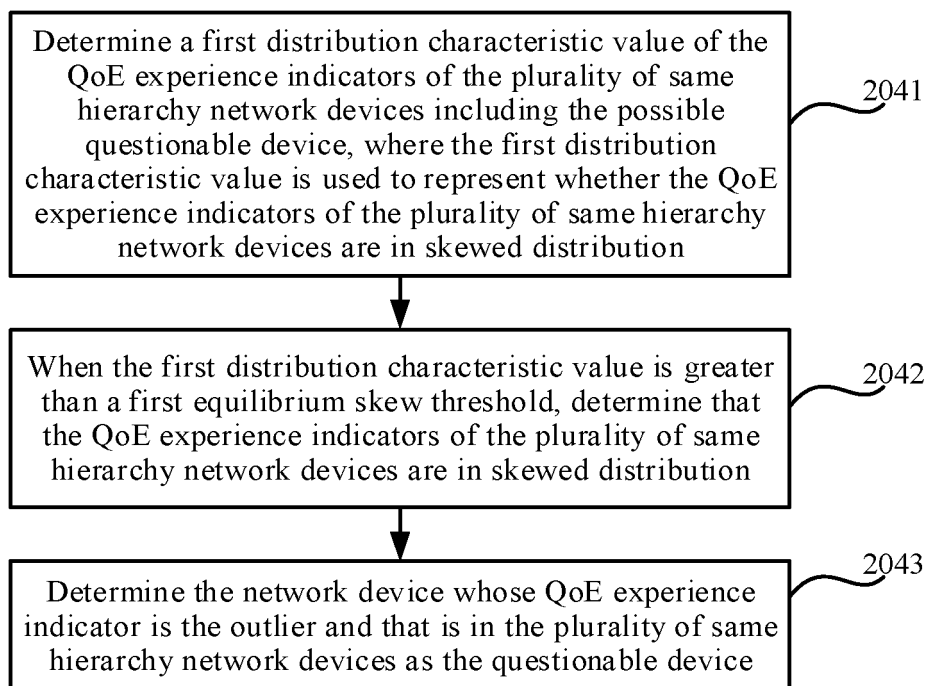 Determine a first distribution characteristic value of the
QoE experience indicators of the plurality of same
hierarchy network devices including the possible
questionable device, where the first distribution
characteristic value is used to represent whether the QoE
experience indicators of the plurality of same hierarchy
network devices are in skewed distribution
2041
When the first distribution characteristic value is greater
than a first equilibrium skew threshold, determine that
the QoE experience indicators of the plurality of same
hierarchy network devices are in skewed distribution
2042
Determine the network device whose QoE experience
indicator is the outlier and that is in the plurality of same
hierarchy network devices as the questionable device
2043